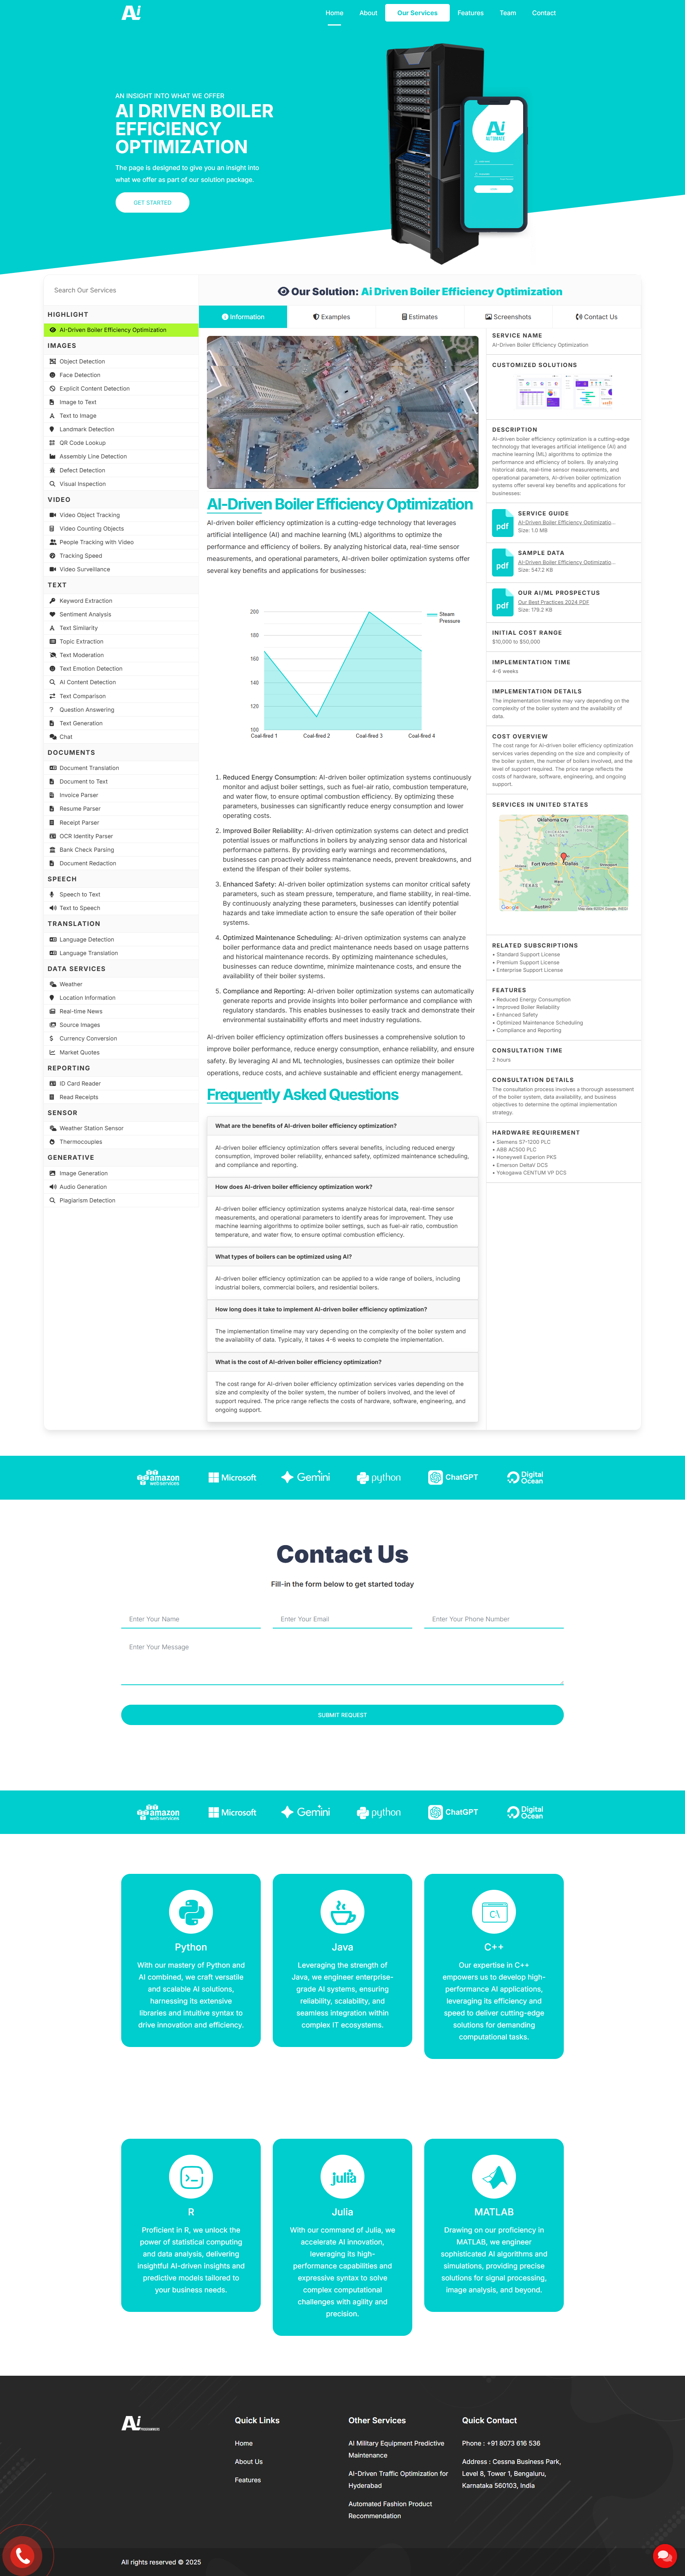 Ai
Home
About
Our Services
Features
Team
Contact
AN INSIGHT INTO WHAT WE OFFER
AI DRIVEN BOILER
EFFICIENCY
OPTIMIZATION
The page is designed to give you an insight into
what we offer as part of our solution package.
GET STARTED
Ai
AUTOMATE
Search Our Services
HIGHLIGHT
AI-Driven Boiler Efficiency Optimization
IMAGES
Object Detection
Face Detection
Explicit Content Detection
Image to Text
Text to Image
Landmark Detection
QR Code Lookup
Assembly Line Detection
Defect Detection
Visual Inspection
VIDEO
Video Object Tracking
Video Counting Objects
People Tracking with Video
Tracking Speed
Video Surveillance
TEXT
Keyword Extraction
Sentiment Analysis
Text Similarity
Topic Extraction
Text Moderation
Text Emotion Detection
AI Content Detection
Text Comparison
Question Answering
Text Generation
Chat
DOCUMENTS
Document Translation
Document to Text
Invoice Parser
Resume Parser
Receipt Parser
OCR Identity Parser
Bank Check Parsing
Document Redaction
SPEECH
Speech to Text
Text to Speech
TRANSLATION
Language Detection
Language Translation
DATA SERVICES
Weather
Location Information
Real-time News
Source Images
Currency Conversion
Market Quotes
REPORTING
ID Card Reader
Read Receipts
SENSOR
Weather Station Sensor
Thermocouples
GENERATIVE
Image Generation
Audio Generation
Plagiarism Detection
Our Solution: Ai Driven Boiler Efficiency Optimization
Information
Examples
Estimates
Screenshots
Contact Us
AI-Driven Boiler Efficiency Optimization
AI-driven boiler efficiency optimization is a cutting-edge technology that leverages
artificial intelligence (AI) and machine learning (ML) algorithms to optimize the
performance and efficiency of boilers. By analyzing historical data, real-time sensor
measurements, and operational parameters, AI-driven boiler optimization systems offer
several key benefits and applications for businesses:
200
180
160
140
120
100
Coal-fired 1
Coal-fired 2
Coal-fired 3
Coal-fired 4
Steam
Pressure
1. Reduced Energy Consumption: AI-driven boiler optimization systems continuously
monitor and adjust boiler settings, such as fuel-air ratio, combustion temperature,
and water flow, to ensure optimal combustion efficiency. By optimizing these
parameters, businesses can significantly reduce energy consumption and lower
operating costs.
2. Improved Boiler Reliability: AI-driven optimization systems can detect and predict
potential issues or malfunctions in boilers by analyzing sensor data and historical
performance patterns. By providing early warnings and recommendations,
businesses can proactively address maintenance needs, prevent breakdowns, and
extend the lifespan of their boiler systems.
3. Enhanced Safety: AI-driven optimization systems can monitor critical safety
parameters, such as steam pressure, temperature, and flame stability, in real-time.
By continuously analyzing these parameters, businesses can identify potential
hazards and take immediate action to ensure the safe operation of their boiler
systems.
4. Optimized Maintenance Scheduling: AI-driven optimization systems can analyze
boiler performance data and predict maintenance needs based on usage patterns
and historical maintenance records. By optimizing maintenance schedules,
businesses can reduce downtime, minimize maintenance costs, and ensure the
availability of their boiler systems.
5. Compliance and Reporting: AI-driven optimization systems can automatically
generate reports and provide insights into boiler performance and compliance with
regulatory standards. This enables businesses to easily track and demonstrate their
environmental sustainability efforts and meet industry regulations.
AI-driven boiler efficiency optimization offers businesses a comprehensive solution to
improve boiler performance, reduce energy consumption, enhance reliability, and ensure
safety. By leveraging AI and ML technologies, businesses can optimize their boiler
operations, reduce costs, and achieve sustainable and efficient energy management.
Frequently Asked Questions
What are the benefits of AI-driven boiler efficiency optimization?
AI-driven boiler efficiency optimization offers several benefits, including reduced energy
consumption, improved boiler reliability, enhanced safety, optimized maintenance scheduling,
and compliance and reporting.
How does AI-driven boiler efficiency optimization work?
AI-driven boiler efficiency optimization systems analyze historical data, real-time sensor
measurements, and operational parameters to identify areas for improvement. They use
machine learning algorithms to optimize boiler settings, such as fuel-air ratio, combustion
temperature, and water flow, to ensure optimal combustion efficiency.
What types of boilers can be optimized using AI?
AI-driven boiler efficiency optimization can be applied to a wide range of boilers, including
industrial boilers, commercial boilers, and residential boilers.
How long does it take to implement AI-driven boiler efficiency optimization?
The implementation timeline may vary depending on the complexity of the boiler system and
the availability of data. Typically, it takes 4-6 weeks to complete the implementation.
What is the cost of AI-driven boiler efficiency optimization?
The cost range for AI-driven boiler efficiency optimization services varies depending on the
size and complexity of the boiler system, the number of boilers involved, and the level of
support required. The price range reflects the costs of hardware, software, engineering, and
ongoing support.
SERVICE NAME
AI-Driven Boiler Efficiency Optimization
CUSTOMIZED SOLUTIONS
DESCRIPTION
AI-driven boiler efficiency optimization is a cutting-edge
technology that leverages artificial intelligence (AI) and
machine learning (ML) algorithms to optimize the
performance and efficiency of boilers. By analyzing
historical data, real-time sensor measurements, and
operational parameters, AI-driven boiler optimization
systems offer several key benefits and applications for
businesses:
pdf
SERVICE GUIDE
AI-Driven Boiler Efficiency Optimizatio...
Size: 1.0 MB
pdf
SAMPLE DATA
AI-Driven Boiler Efficiency Optimizatio...
Size: 547.2 KB
pdf
OUR AI/ML PROSPECTUS
Our Best Practices 2024 PDF
Size: 179.2 KB
INITIAL COST RANGE
$10,000 to $50,000
IMPLEMENTATION TIME
4-6 weeks
IMPLEMENTATION DETAILS
The implementation timeline may vary depending on the
complexity of the boiler system and the availability of
data.
COST OVERVIEW
The cost range for AI-driven boiler efficiency optimization
services varies depending on the size and complexity of
the boiler system, the number of boilers involved, and the
level of support required. The price range reflects the
costs of hardware, software, engineering, and ongoing
support.
SERVICES IN UNITED STATES
Oklahoma City
OKLAHOMA
CHICKASAW
NATION
CHOCTAW
NATION
Fort Worth
Dallas
TEXAS
Austin
Google
Map data ©2024 Google, INEGI
RELATED SUBSCRIPTIONS
• Standard Support License
• Premium Support License
• Enterprise Support License
FEATURES
• Reduced Energy Consumption
• Improved Boiler Reliability
• Enhanced Safety
• Optimized Maintenance Scheduling
• Compliance and Reporting
CONSULTATION TIME
2 hours
CONSULTATION DETAILS
The consultation process involves a thorough assessment
of the boiler system, data availability, and business
objectives to determine the optimal implementation
strategy.
HARDWARE REQUIREMENT
• Siemens S7-1200 PLC
• ABB AC500 PLC
• Honeywell Experion PKS
• Emerson DeltaV DCS
• Yokogawa CENTUM VP DCS
amazon
webservices
Microsoft
Gemini
python
ChatGPT
Digital
Ocean
Contact Us
Fill-in the form below to get started today
Enter Your Name
Enter Your Email
Enter Your Phone Number
Enter Your Message
SUBMIT REQUEST
amazon
webservices
Microsoft
Gemini
python
ChatGPT
Digital
Ocean
Python
With our mastery of Python and
AI combined, we craft versatile
and scalable AI solutions,
harnessing its extensive
libraries and intuitive syntax to
drive innovation and efficiency.
Java
Leveraging the strength of
Java, we engineer enterprise-
grade AI systems, ensuring
reliability, scalability, and
seamless integration within
complex IT ecosystems.
C:\
C++
Our expertise in C++
empowers us to develop high-
performance AI applications,
leveraging its efficiency and
speed to deliver cutting-edge
solutions for demanding
computational tasks.
R
Proficient in R, we unlock the
power of statistical computing
and data analysis, delivering
insightful AI-driven insights and
predictive models tailored to
your business needs.
julia
Julia
With our command of Julia, we
accelerate AI innovation,
leveraging its high-
performance capabilities and
expressive syntax to solve
complex computational
challenges with agility and
precision.
MATLAB
Drawing on our proficiency in
MATLAB, we engineer
sophisticated AI algorithms and
simulations, providing precise
solutions for signal processing,
image analysis, and beyond.
Ai PROGRAMMERS
Quick Links
Home
About Us
Features
Other Services
AI Military Equipment Predictive
Maintenance
AI-Driven Traffic Optimization for
Hyderabad
Automated Fashion Product
Recommendation
Quick Contact
Phone : +91 8073 616 536
Address : Cessna Business Park,
Level 8, Tower 1, Bengaluru,
Karnataka 560103, India
All rights reserved © 2025